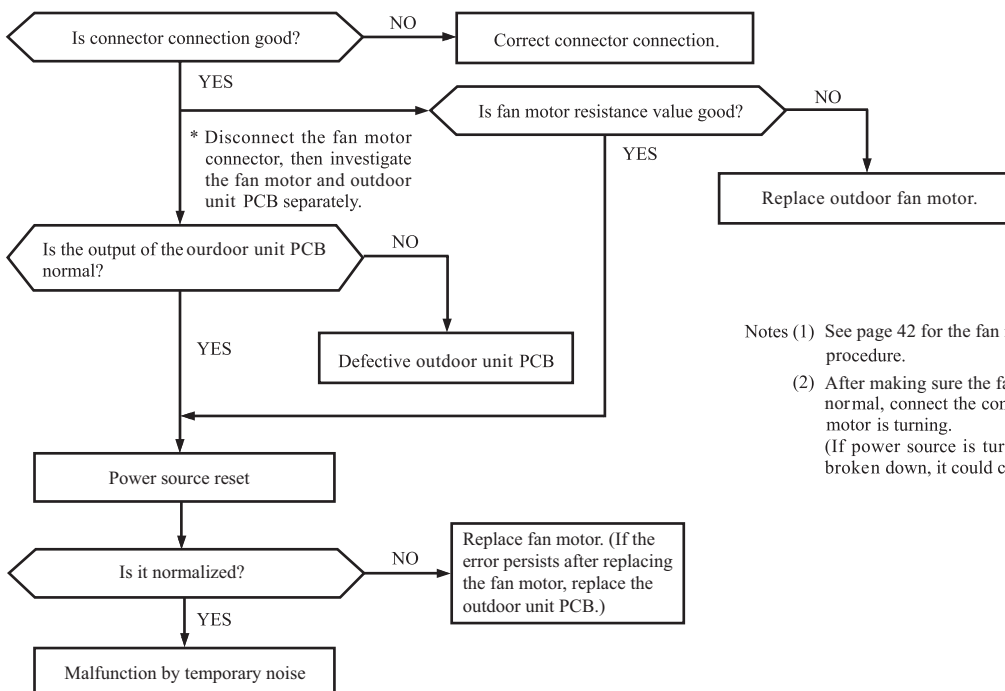 Is connector connection good?
NO
Correct connector connection.
YES
Is fan motor resistance value good?
NO
* Disconnect the fan motor
connector, then investigate
the fan motor and outdoor
unit PCB separately.
YES
Replace outdoor fan motor.
Is the output of the ourdoor unit PCB
normal?
NO
YES
Defective outdoor unit PCB
Notes (1) See page 42 for the fan
procedure.
(2) After making sure the
normal, connect the
motor is turning.
(If power source is
broken down, it could
Power source reset
Is it normalized?
NO
Replace fan motor. (If the
error persists after replacing
the fan motor, replace the
outdoor unit PCB.)
YES
Malfunction by temporary noise